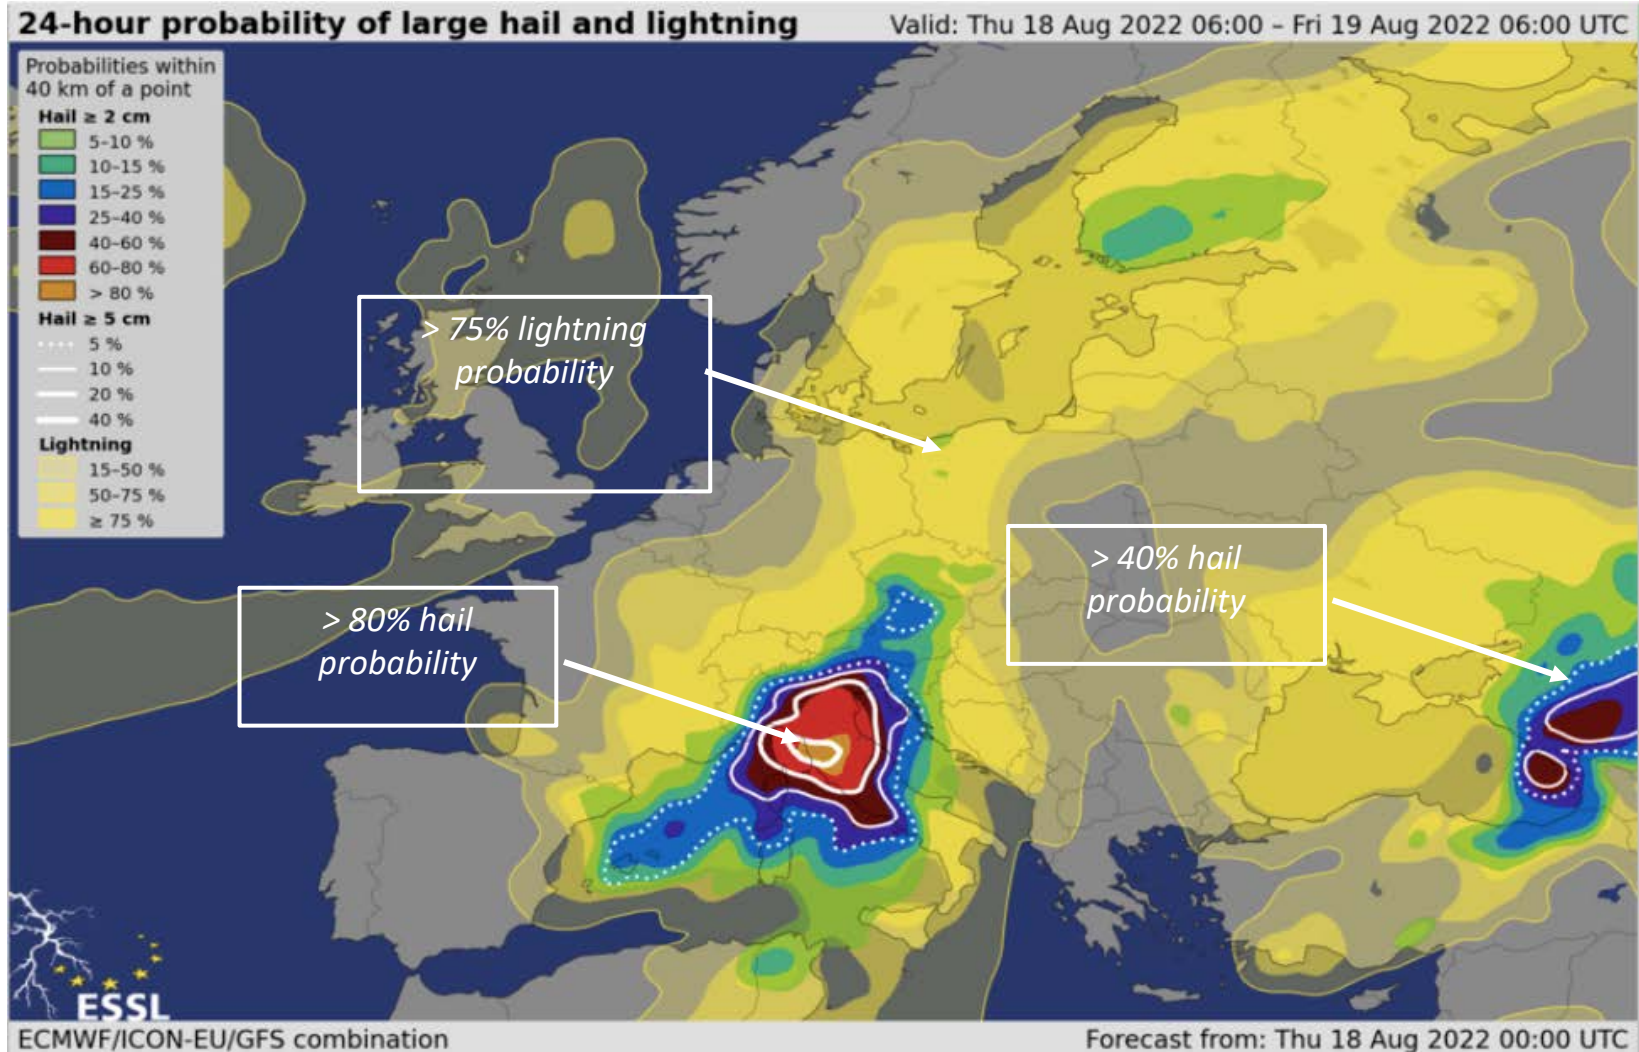 24-hour probability of large hail and lightning
Valid: Thu 18 Aug 2022 06:00 – Fri 19 Aug 2022 06:00 UTC
Probabilities within
40 km of a point
Hail ≥ 2 cm
5–10 %
10–15 %
15–25 %
25–40 %
40–60 %
60–80 %
> 80 %
Hail ≥ 5 cm
5 %
10 %
20 %
40 %
Lightning
15–50 %
50–75 %
≥ 75 %
> 75% lightning
probability
> 40% hail
probability
> 80% hail
probability
ESSL
ECMWF/ICON-EU/GFS combination
Forecast from: Thu 18 Aug 2022 00:00 UTC